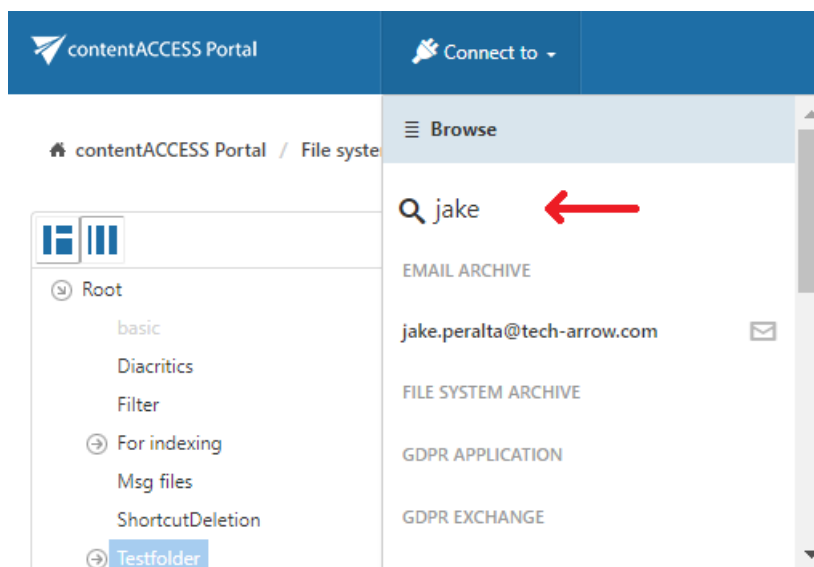 contentACCESS Portal
Connect to
contentACCESS Portal / File syste
Root
basic
Diacritics
Filter
For indexing
Msg files
ShortcutDeletion
Testfolder
Browse
jake
EMAIL ARCHIVE
jake.peralta@tech-arrow.com
FILE SYSTEM ARCHIVE
GDPR APPLICATION
GDPR EXCHANGE